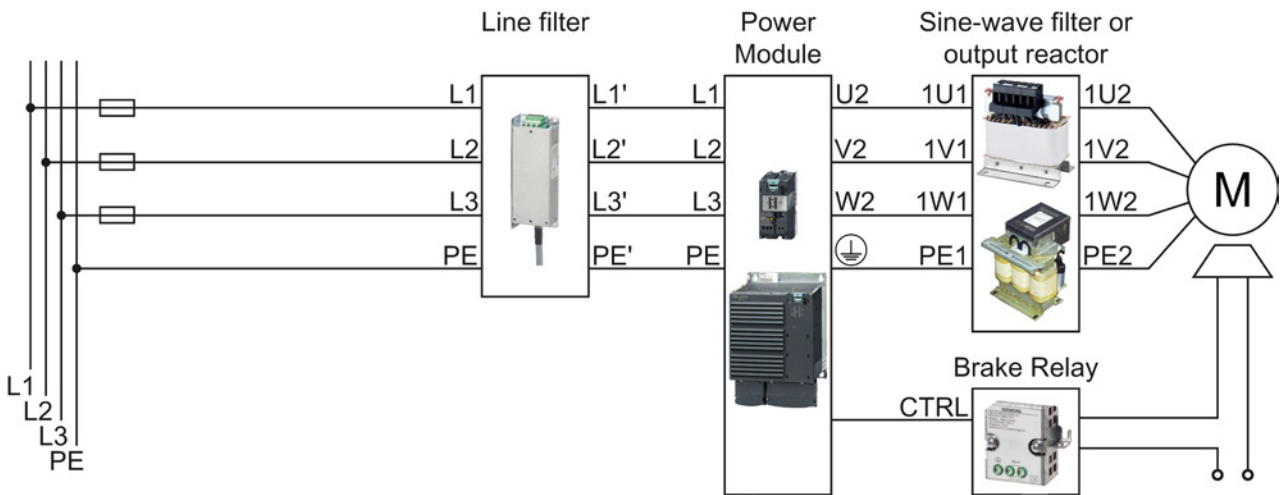 Line filter
Power
Module
Sine-wave filter or
output reactor
L1 L1' L1 U2 1U1 1U2
L2 L2' L2 V2 1V1 1V2
L3 L3' L3 W2 1W1 1W2
PE PE' PE PE1 PE2
M
L1
L2
L3
PE
Brake Relay
CTRL
SIEMENS